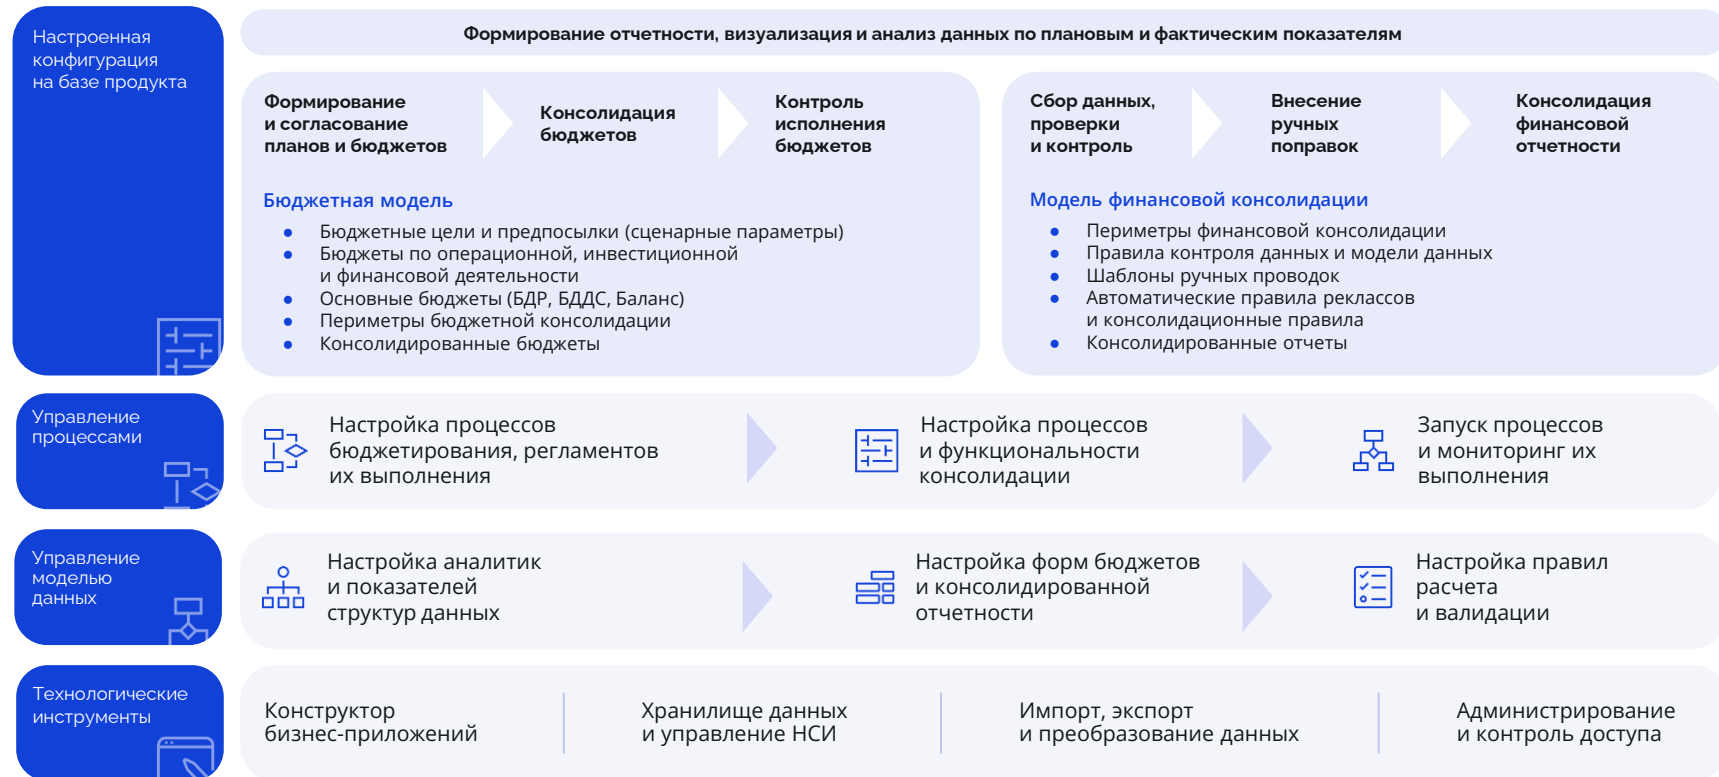 Настроенная
конфигурация
на базе продукта
Формирование отчетности, визуализация и анализ данных по плановым и фактическим показателям
Формирование
и согласование
планов и бюджетов
Консолидация
бюджетов
Контроль
исполнения
бюджетов
Бюджетная модель
● Бюджетные цели и предпосылки (сценарные параметры)
● Бюджеты по операционной, инвестиционной
и финансовой деятельности
● Основные бюджеты (БДР, БДДС, Баланс)
● Периметры бюджетной консолидации
● Консолидированные бюджеты
Сбор данных,
проверки
и контроль
Внесение
ручных
поправок
Консолидация
финансовой
отчетности
Модель финансовой консолидации
● Периметры финансовой консолидации
● Правила контроля данных и модели данных
● Шаблоны ручных проводок
● Автоматические правила реклассов
и консолидационные правила
● Консолидированные отчеты
Управление
процессами
Настройка процессов
бюджетирования, регламентов
их выполнения
Настройка процессов
и функциональности
консолидации
Запуск процессов
и мониторинг их
выполнения
Управление
моделью
данных
Настройка аналитик
и показателей
структур данных
Настройка форм бюджетов
и консолидированной
отчетности
Настройка правил
расчета
и валидации
Технологические
инструменты
Конструктор
бизнес-приложений
Хранилище данных
и управление НСИ
Импорт, экспорт
и преобразование данных
Администрирование
и контроль доступа